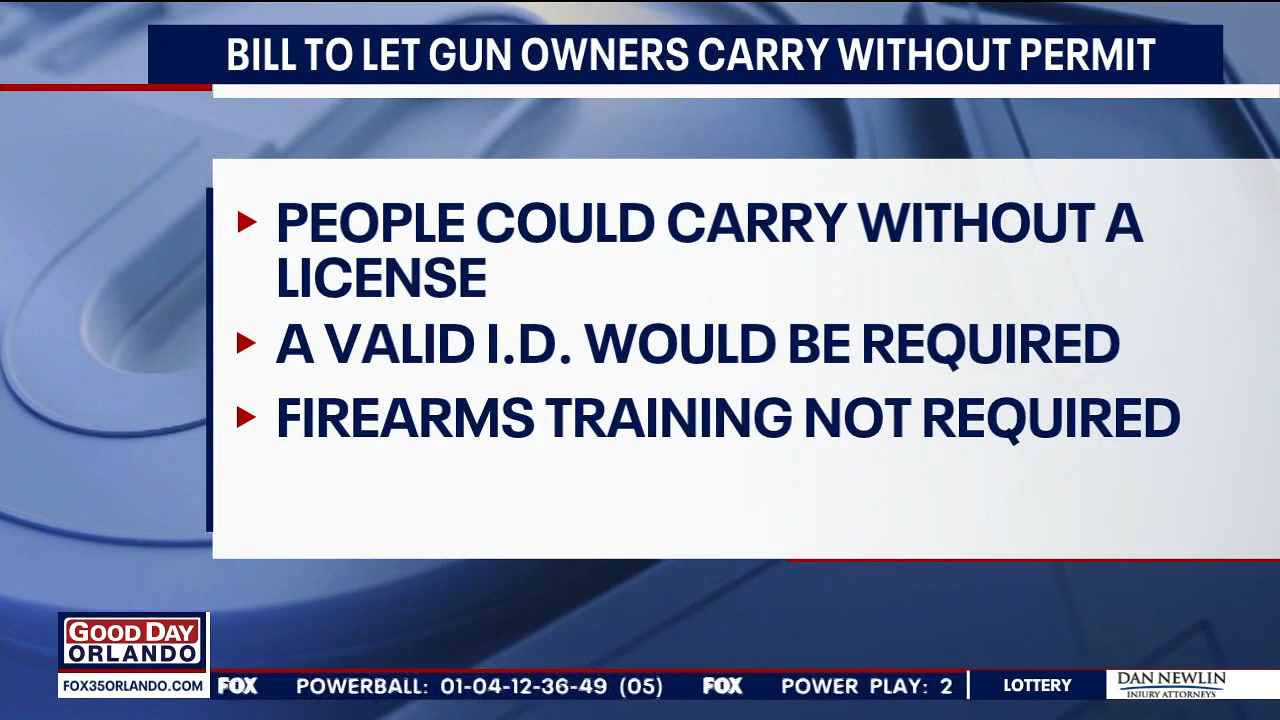 BILL TO LET GUN OWNERS CARRY WITHOUT PERMIT
PEOPLE COULD CARRY WITHOUT A
LICENSE
A VALID I.D. WOULD BE REQUIRED
FIREARMS TRAINING NOT REQUIRED
GOOD DAY
ORLANDO
FOX35ORLANDO.COM
FOX POWERBALL: 01-04-12-36-49 (05) FOX POWER PLAY: 2
LOTTERY
DAN NEWLIN
INJURY ATTORNEYS